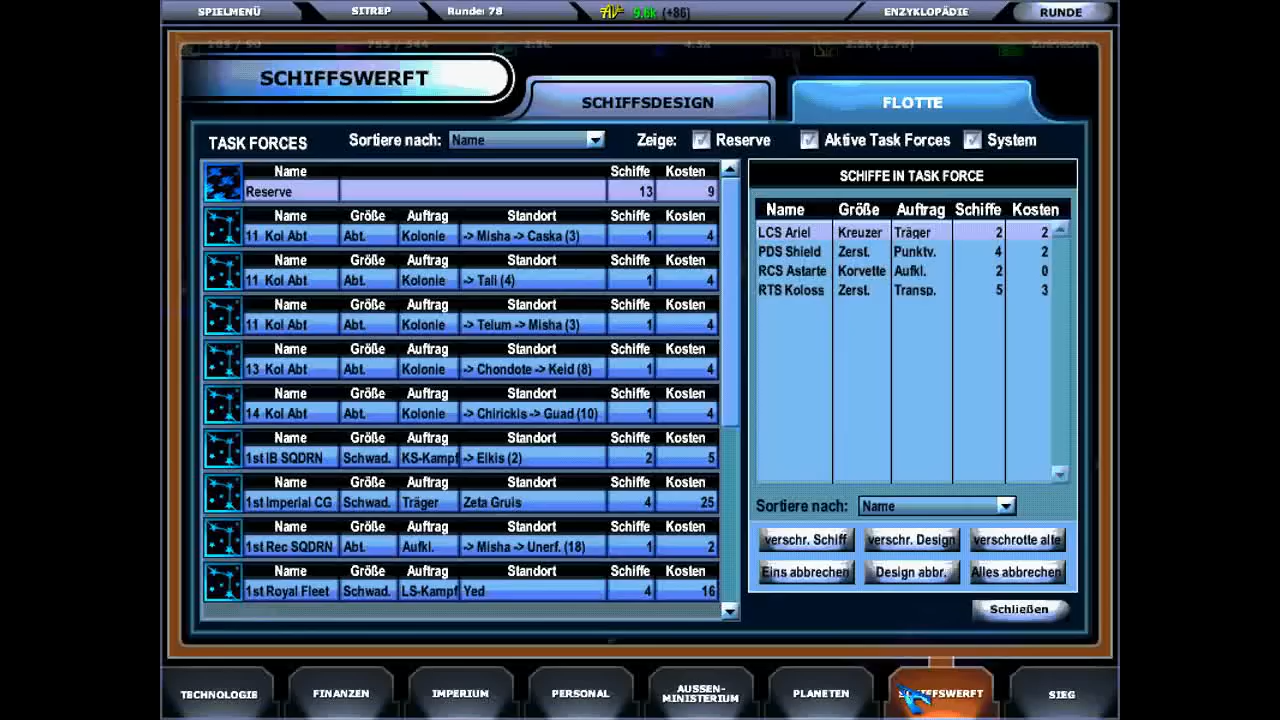 SPIELMENÜ SITREP Runde: 78 9.6k (+86) ENZYKLOPÄDIE RUNDE
SCHIFFSWERFT
SCHIFFSDESIGN FLOTTE
TASK FORCES Sortiere nach: Name Zeige: Reserve Aktive Task Forces System
Name Schiffe Kosten
Reserve 13 9
Name Größe Auftrag Standort Schiffe Kosten
11 Kol Abt Abt. Kolonie -> Misha -> Caska (3) 1 4
Name Größe Auftrag Standort Schiffe Kosten
11 Kol Abt Abt. Kolonie -> Tali (4) 1 4
Name Größe Auftrag Standort Schiffe Kosten
11 Kol Abt Abt. Kolonie -> Telum -> Misha (3) 1 4
Name Größe Auftrag Standort Schiffe Kosten
13 Kol Abt Abt. Kolonie -> Chondote -> Keid (8) 1 4
Name Größe Auftrag Standort Schiffe Kosten
14 Kol Abt Abt. Kolonie -> Chirickis -> Guad (10) 1 4
Name Größe Auftrag Standort Schiffe Kosten
1st IB SQDRN Schwad. KS-Kampf -> Elkis (2) 2 5
Name Größe Auftrag Standort Schiffe Kosten
1st Imperial CG Schwad. Träger Zeta Gruis 4 25
Name Größe Auftrag Standort Schiffe Kosten
1st Rec SQDRN Abt. Aufkl. -> Misha -> Unerf. (18) 1 2
Name Größe Auftrag Standort Schiffe Kosten
1st Royal Fleet Schwad. LS-Kampf Yed 4 16
SCHIFFE IN TASK FORCE
Name Größe Auftrag Schiffe Kosten
LCS Ariel Kreuzer Träger 2 2
PDS Shield Zerst. Punktv. 4 2
RCS Astarte Korvette Aufkl. 2 0
RTS Koloss Zerst. Transp. 5 3
Sortiere nach: Name
verschr. Schiff verschr. Design verschrotte alte
Eins abbrechen Design abbr. Alles abbrechen
Schließen
TECHNOLOGIE FINANZEN IMPERIUM PERSONAL AUSSEN-
MINISTERIUM PLANETEN SCHIFFSWERFT SIEG